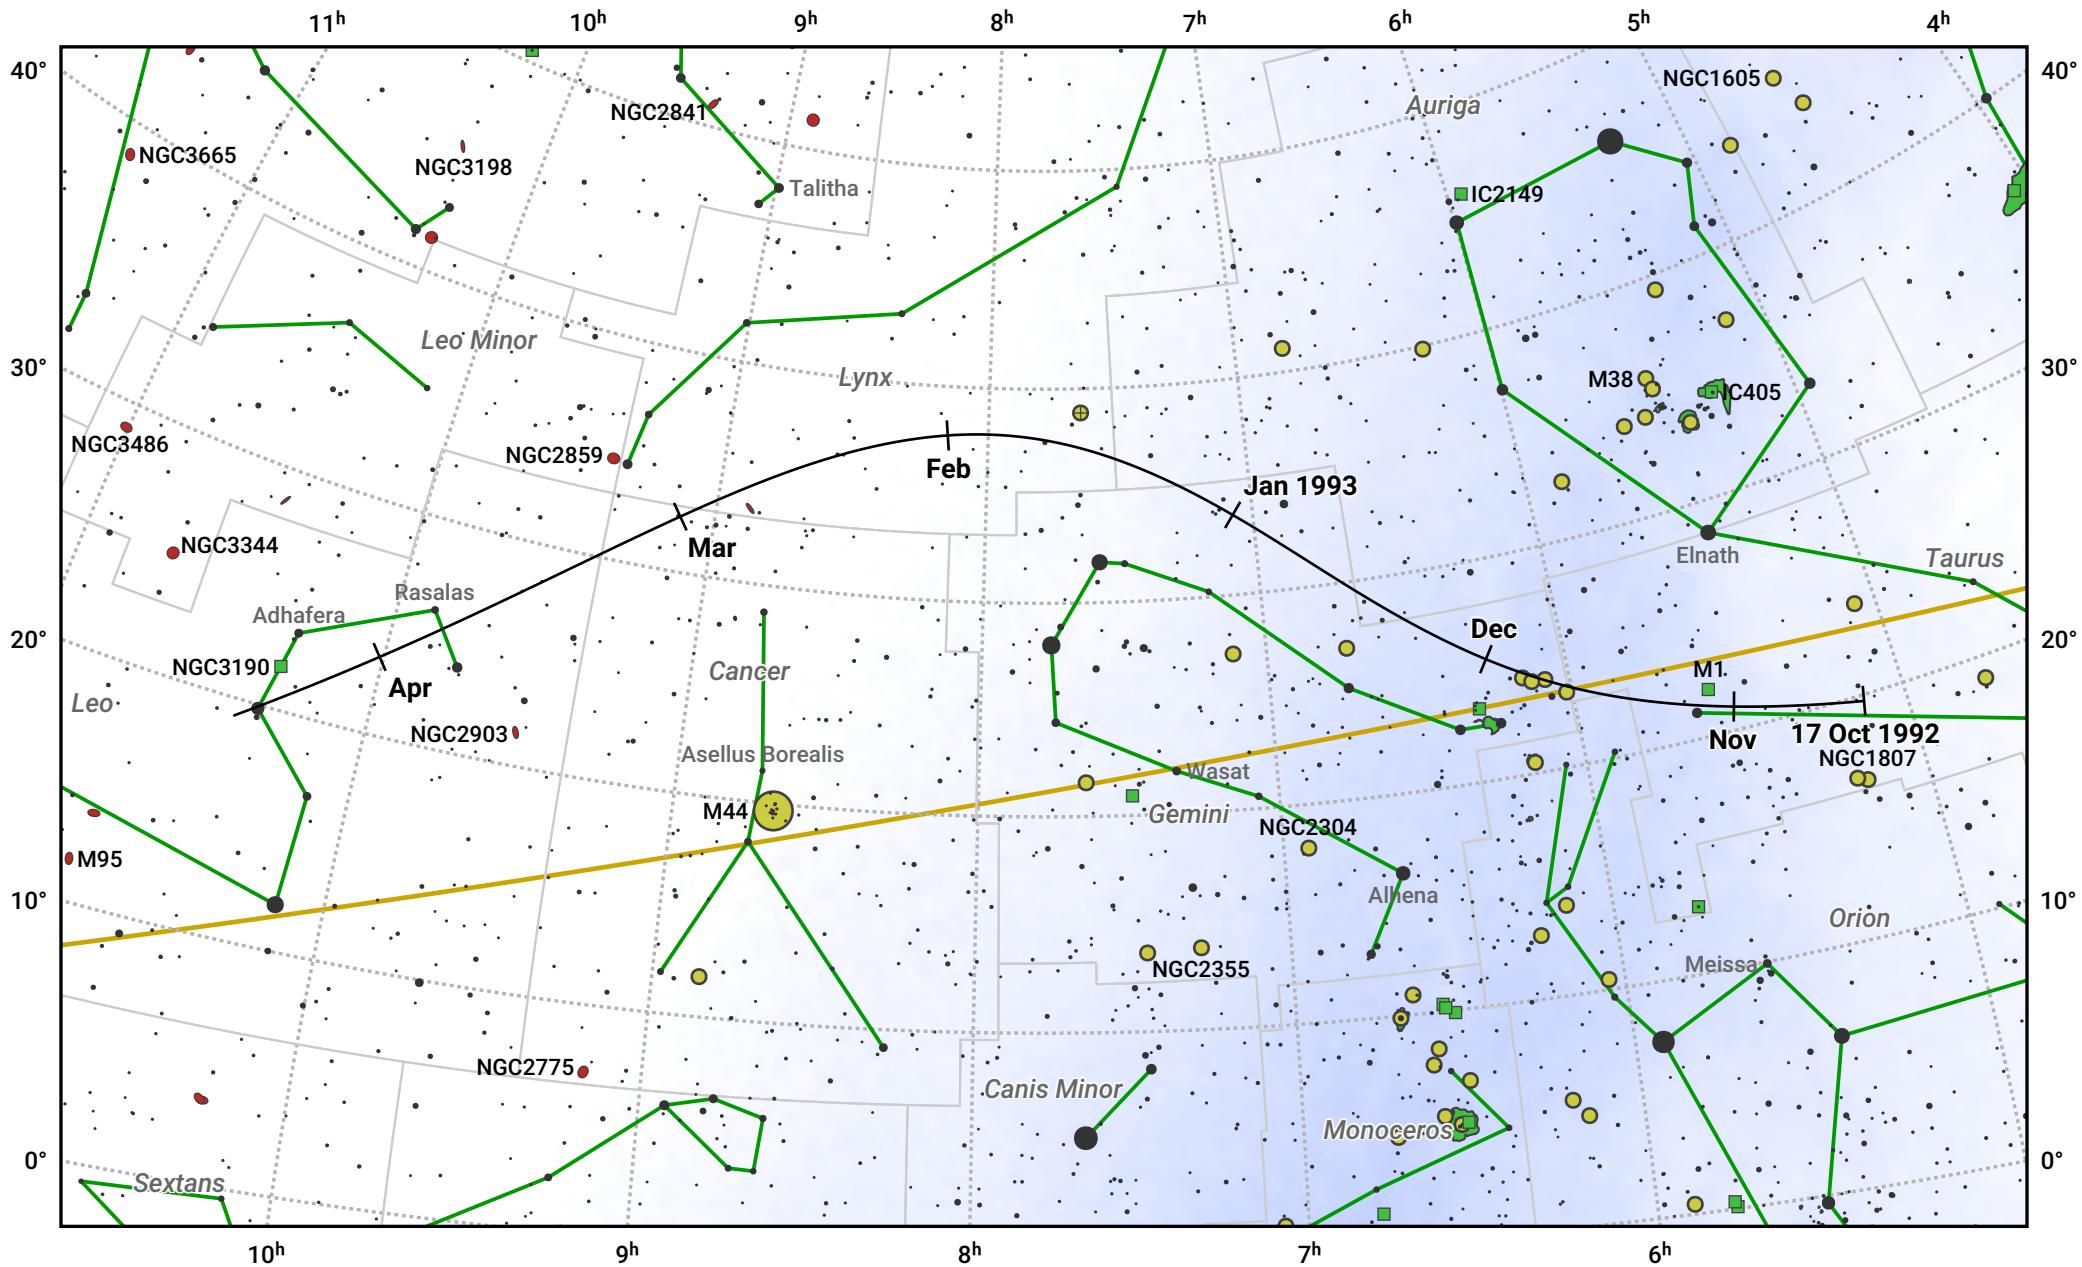 11h 10h 9h 8h 7h 6h 5h 4h
40° 40°
NGC1605
Auriga
NGC2841
NGC3665
NGC3198
Talitha
IC2149
Leo Minor
30° 30°
Lynx
M38
IC405
NGC3486
NGC2859
Feb
Jan 1993
NGC3344
Mar
Elnath
Taurus
Rasalas
Adhafera
Dec
20° 20°
NGC3190
Cancer
M1
Apr
Leo
NGC2903
Nov
17 Oct 1992
Asellus Borealis
NGC1807
Wasat
M44
Gemini
NGC2304
M95
Alhena
10° 10°
Orion
Meissa
NGC2355
NGC2775
Canis Minor
Monoceros
0° 0°
Sextans
10h 9h 8h 7h 6h